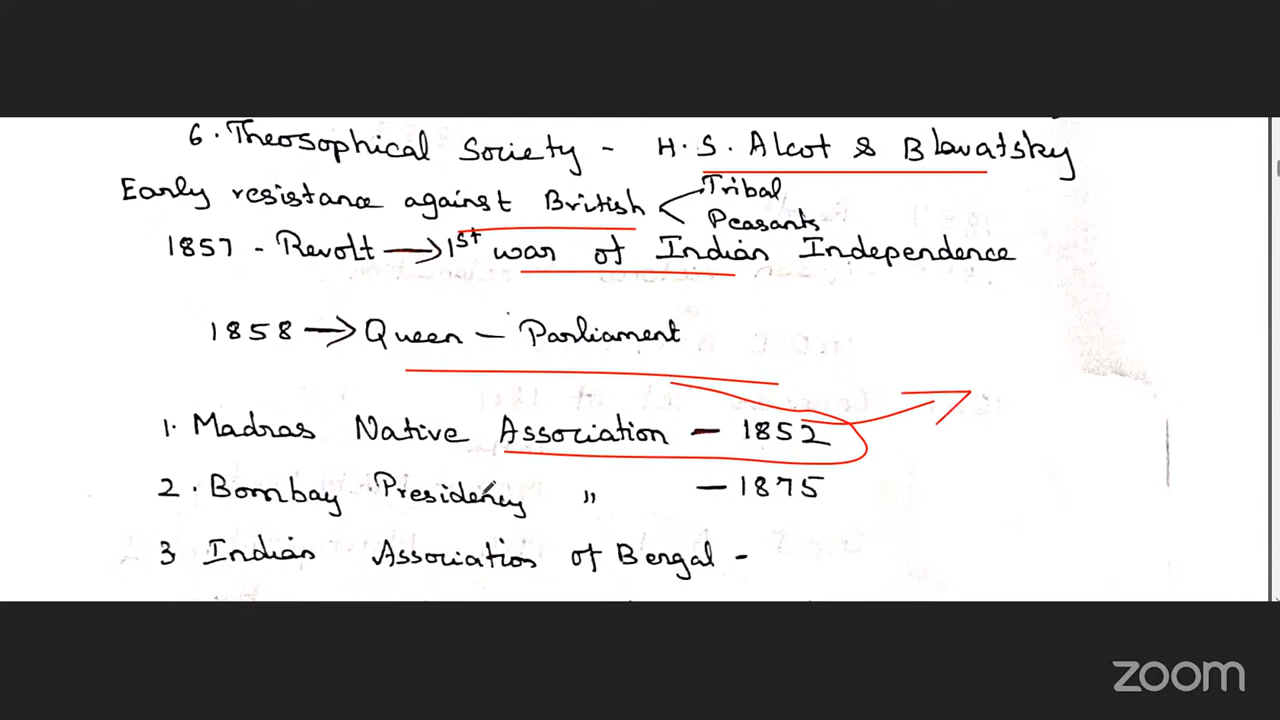 6. Theosophical Society - H.S. Alcot & Blavatsky
Early resistance against British Tribal
Peasants
1857 - Revolt → 1st war of Indian Independence
1858 → Queen - Parliament
1. Madras Native Association - 1852
2. Bombay Presidency " - 1875
3 Indian Association of Bengal -
zoom